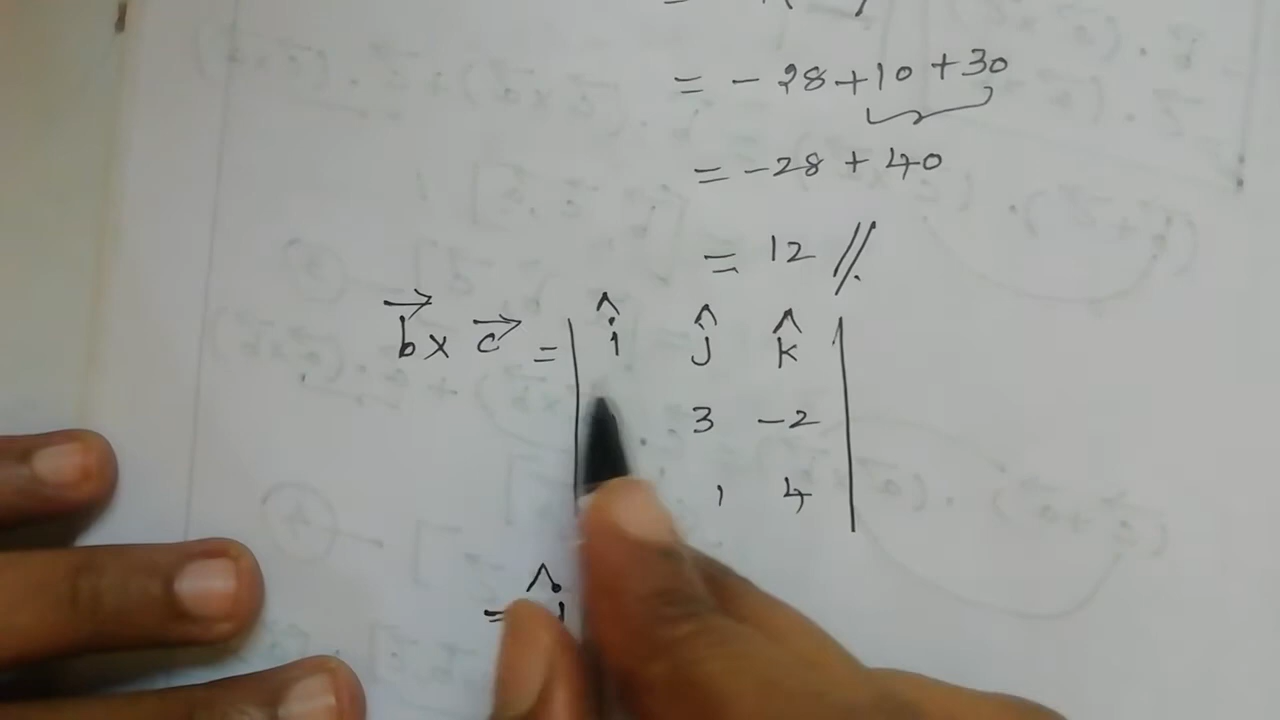 = - 28 + 10 + 30
= -28 + 40
= 12 //.
b⃗ x c⃗ = | î ĵ k̂ |
3 -2
1 4
=